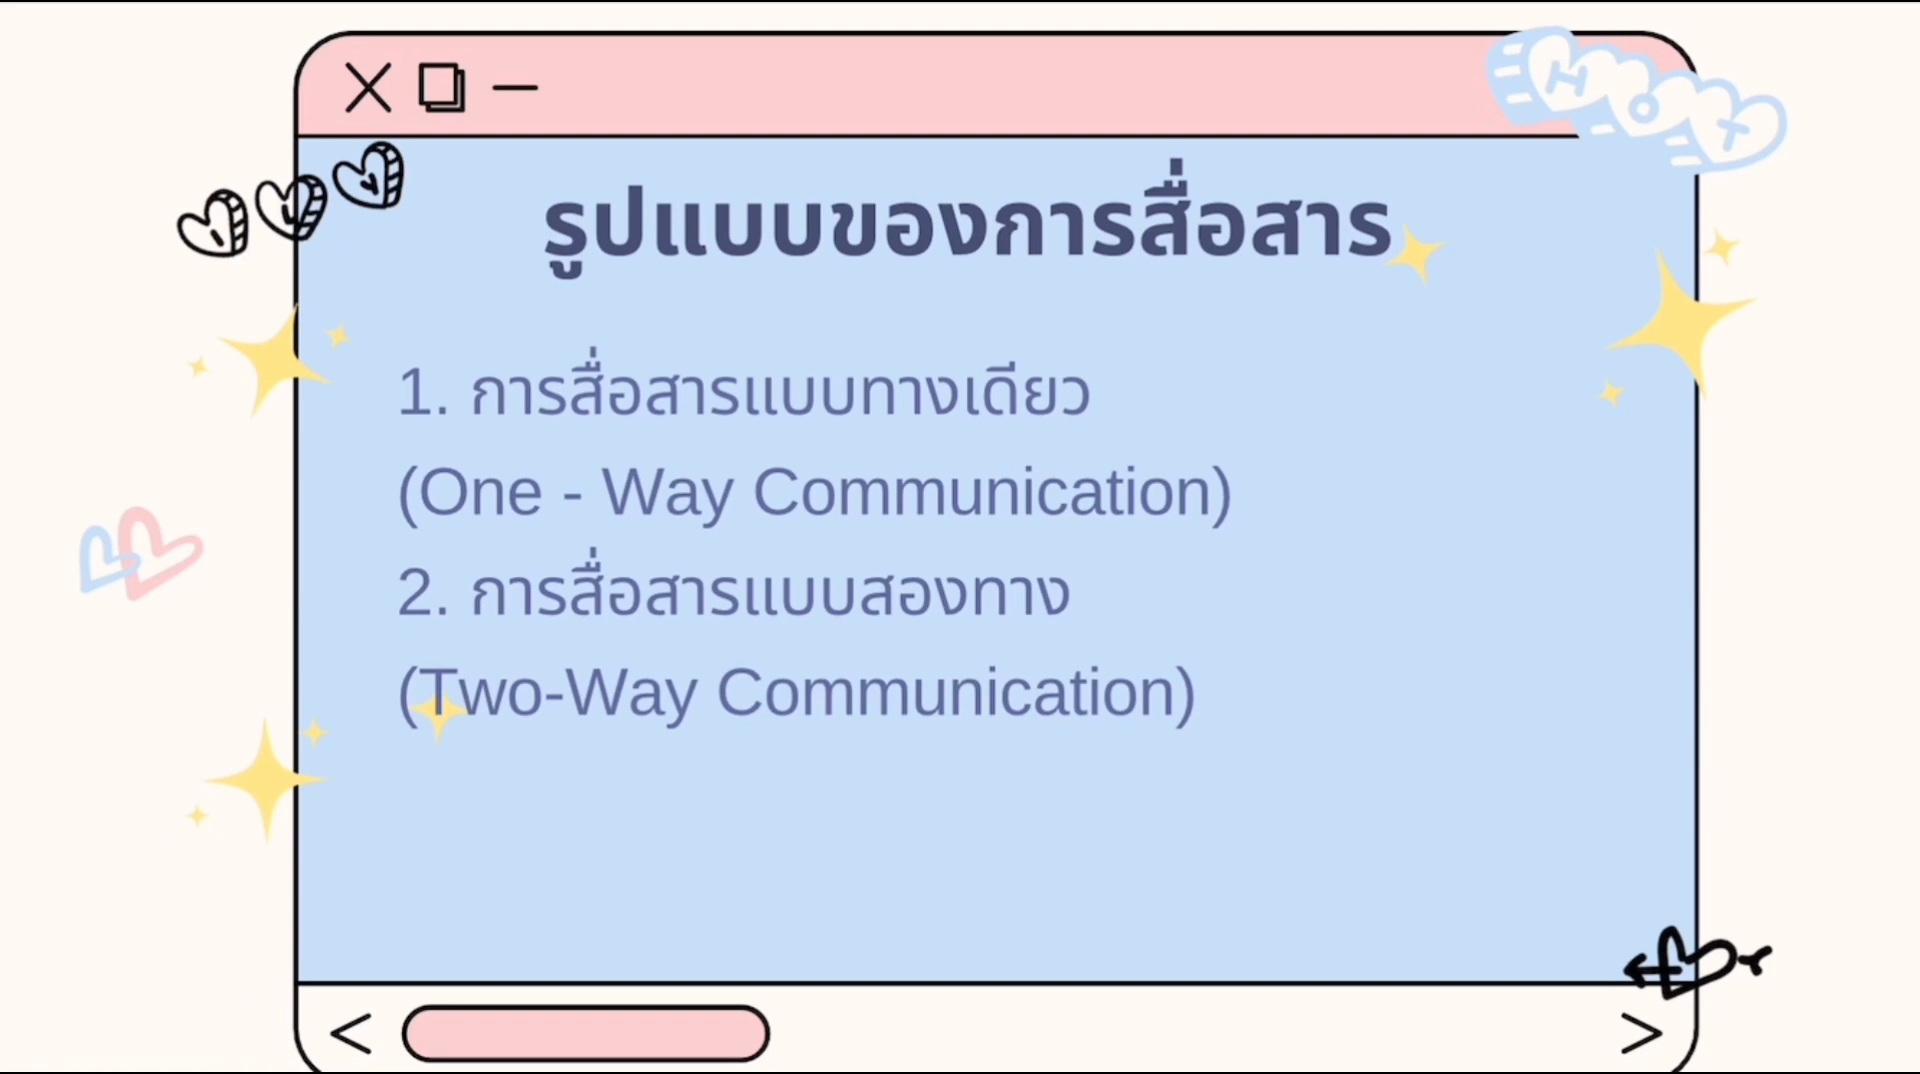 HOT
รูปแบบของการสื่อสาร
1. การสื่อสารแบบทางเดียว
(One - Way Communication)
2. การสื่อสารแบบสองทาง
(Two-Way Communication)